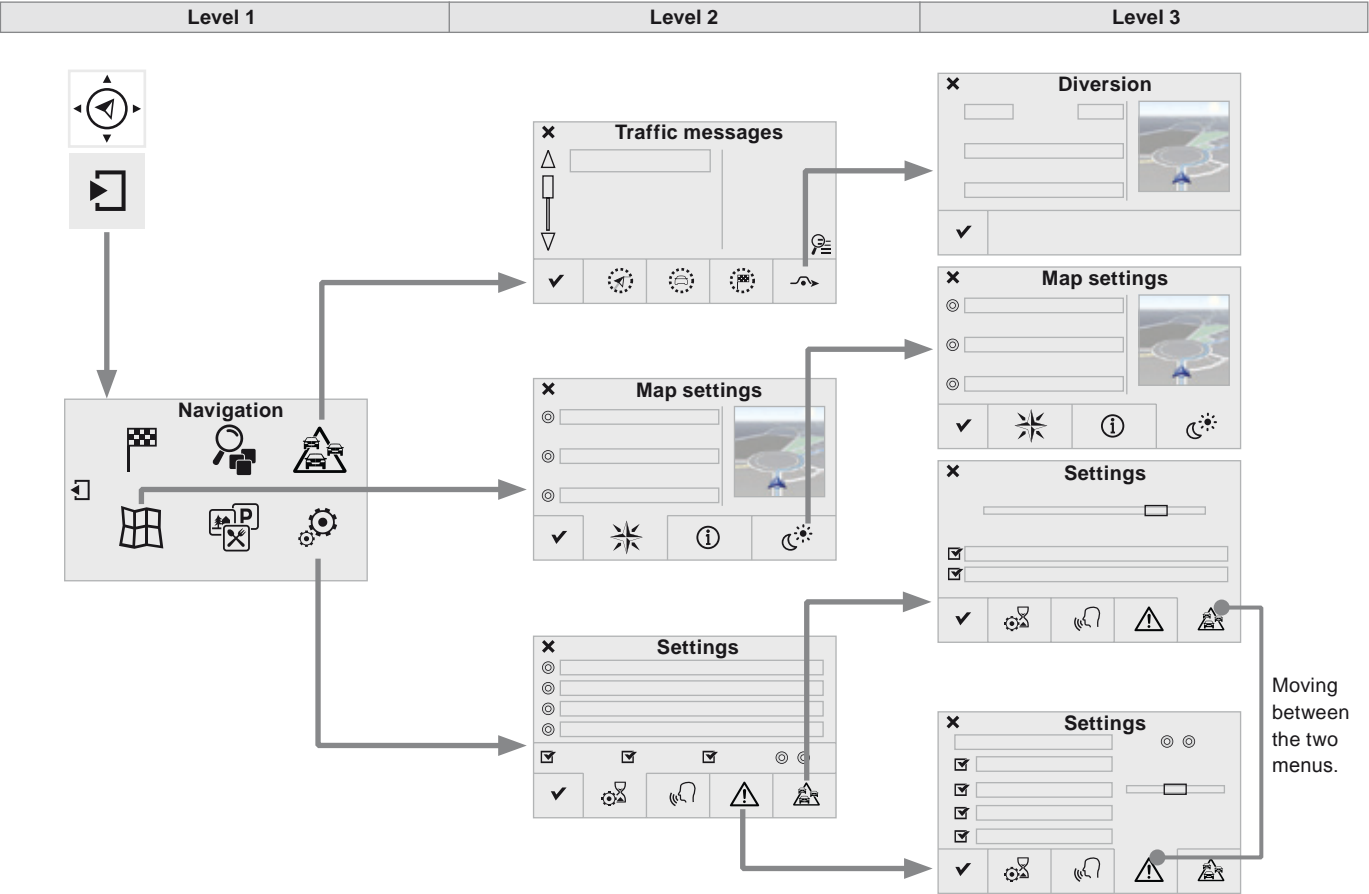 Level 1
Level 2
Level 3
Diversion
Traffic messages
Map settings
Map settings
Navigation
P
Settings
Settings
Moving
between
the two
menus.
Settings